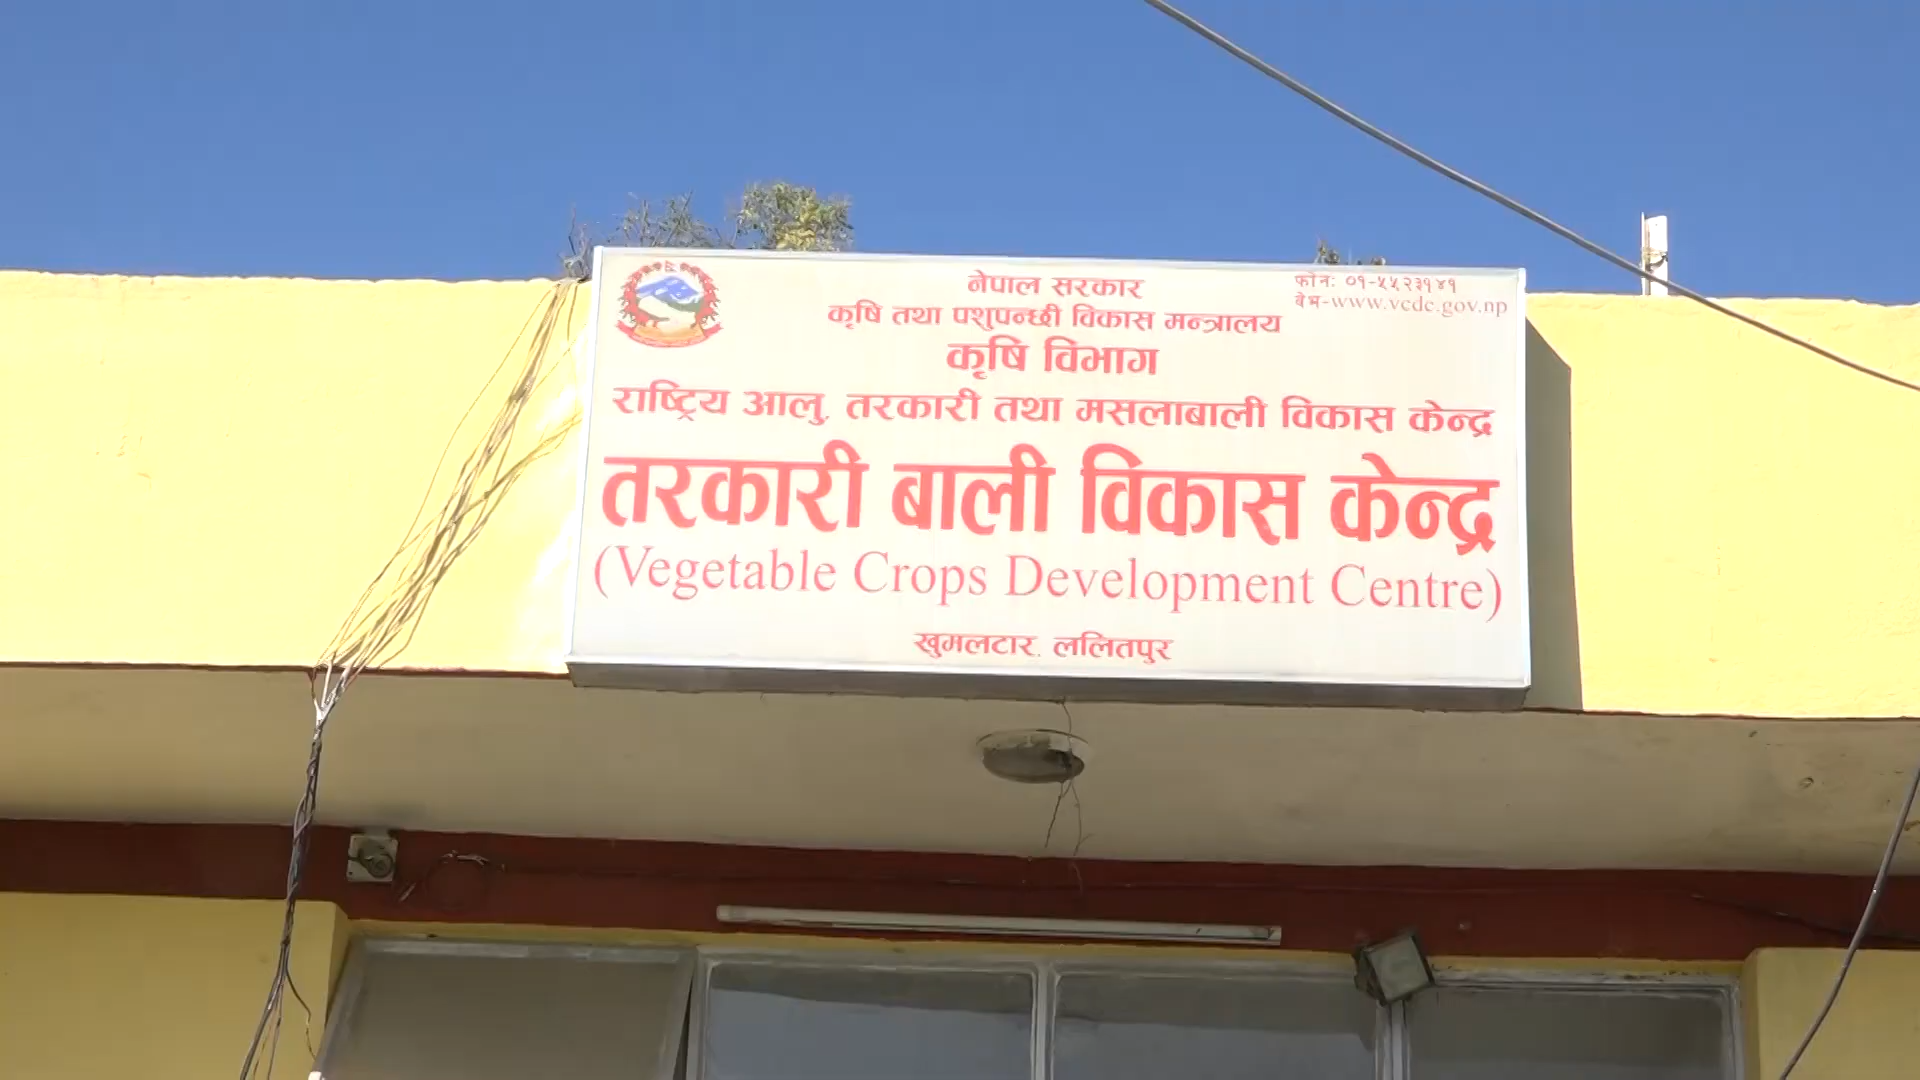 नेपाल सरकार
कृषि तथा पशुपन्छी विकास मन्त्रालय
कृषि विभाग
फोन: ०१-५५२३१४१
वेभ-www.vcdc.gov.np
राष्ट्रिय आलु, तरकारी तथा मसलाबाली विकास केन्द्र
तरकारी बाली विकास केन्द्र
(Vegetable Crops Development Centre)
खुमलटार, ललितपुर